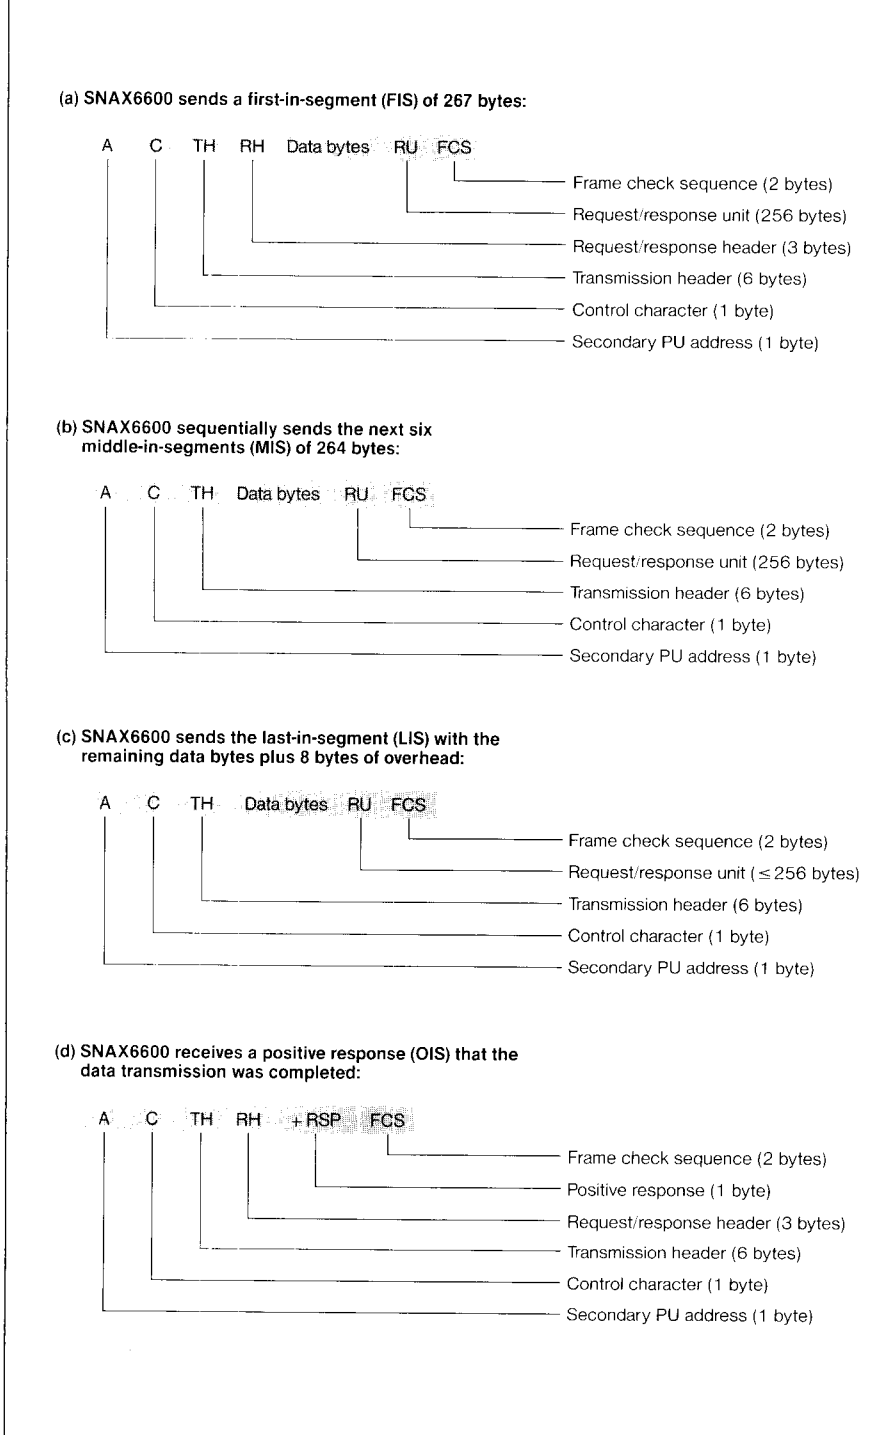 (a) SNAX6600 sends a first-in-segment (FIS) of 267 bytes:
A C TH RH Data bytes RU FCS
Frame check sequence (2 bytes)
Request/response unit (256 bytes)
Request/response header (3 bytes)
Transmission header (6 bytes)
Control character (1 byte)
Secondary PU address (1 byte)
(b) SNAX6600 sequentially sends the next six
middle-in-segments (MIS) of 264 bytes:
A C TH Data bytes RU FCS
Frame check sequence (2 bytes)
Request/response unit (256 bytes)
Transmission header (6 bytes)
Control character (1 byte)
Secondary PU address (1 byte)
(c) SNAX6600 sends the last-in-segment (LIS) with the
remaining data bytes plus 8 bytes of overhead:
A C TH Data bytes RU FCS
Frame check sequence (2 bytes)
Request/response unit (≤256 bytes)
Transmission header (6 bytes)
Control character (1 byte)
Secondary PU address (1 byte)
(d) SNAX6600 receives a positive response (OIS) that the
data transmission was completed:
A C TH RH +RSP FCS
Frame check sequence (2 bytes)
Positive response (1 byte)
Request/response header (3 bytes)
Transmission header (6 bytes)
Control character (1 byte)
Secondary PU address (1 byte)